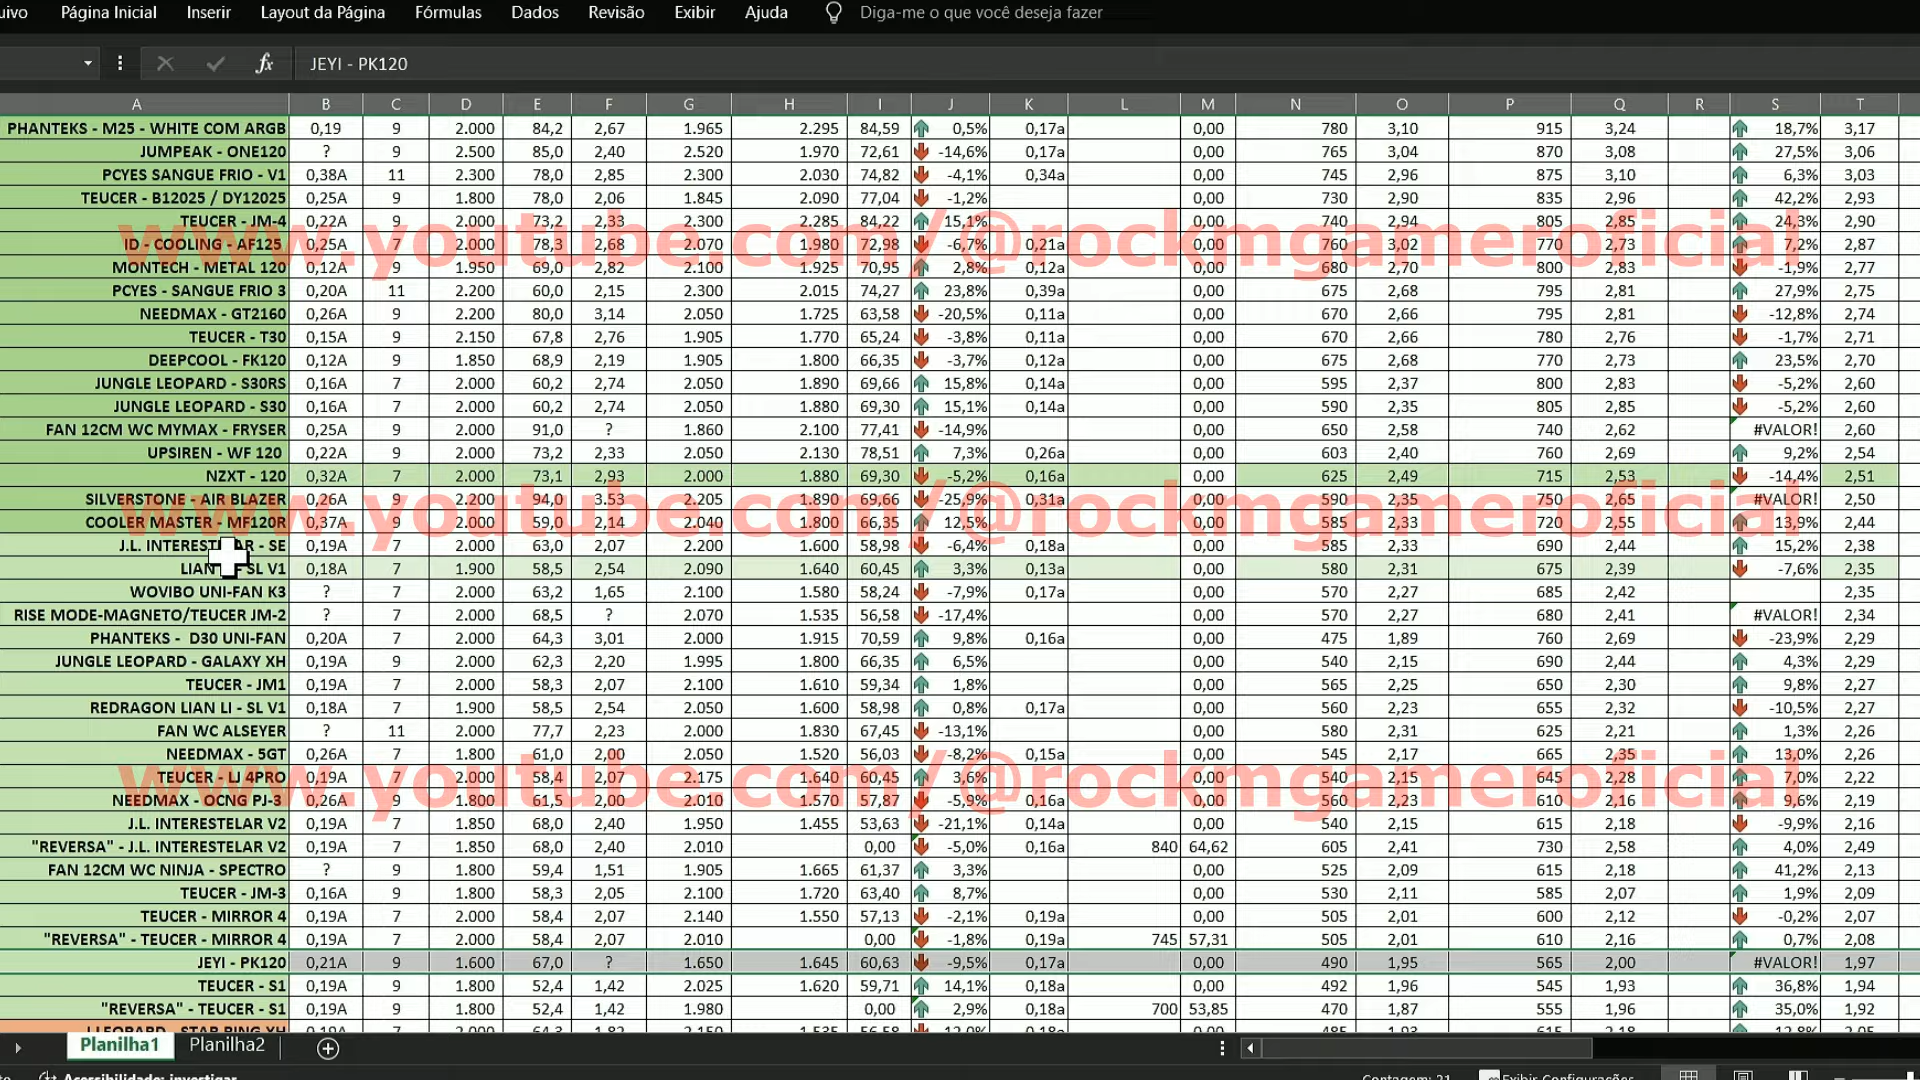 Página Inicial Inserir Layout da Página Fórmulas Dados Revisão Exibir Ajuda Diga-me o que você deseja fazer
fx JEYI - PK120
A B C D E F G H I J K L M N O P Q R S T
PHANTEKS - M25 - WHITE COM ARGB 0,19 9 2.000 84,2 2,67 1.965 2.295 84,59 0,5% 0,17a 0,00 780 3,10 915 3,24 18,7% 3,17
JUMPEAK - ONE120 ? 9 2.500 85,0 2,40 2.520 1.970 72,61 -14,6% 0,17a 0,00 765 3,04 870 3,08 27,5% 3,06
PCYES SANGUE FRIO - V1 0,38A 11 2.300 78,0 2,85 2.300 2.030 74,82 -4,1% 0,34a 0,00 745 2,96 875 3,10 6,3% 3,03
TEUCER - B12025 / DY12025 0,25A 9 1.800 78,0 2,06 1.845 2.090 77,04 -1,2% 0,00 730 2,90 835 2,96 42,2% 2,93
TEUCER - JM-4 0,22A 9 2.000 73,2 2,33 2.300 2.285 84,22 15,1% 0,00 740 2,94 805 2,85 24,3% 2,90
www.youtube.com/@rockmgameroficial
ID - COOLING - AF125 0,25A 7 2.000 78,3 2,68 2.070 1.980 72,98 -6,7% 0,21a 0,00 760 3,02 770 2,73 7,2% 2,87
MONTECH - METAL 120 0,12A 9 1.950 69,0 2,82 2.100 1.925 70,95 2,8% 0,12a 0,00 680 2,70 800 2,83 -1,9% 2,77
PCYES - SANGUE FRIO 3 0,20A 11 2.200 60,0 2,15 2.300 2.015 74,27 23,8% 0,39a 0,00 675 2,68 795 2,81 27,9% 2,75
NEEDMAX - GT2160 0,26A 9 2.200 80,0 3,14 2.050 1.725 63,58 -20,5% 0,11a 0,00 670 2,66 795 2,81 -12,8% 2,74
TEUCER - T30 0,15A 9 2.150 67,8 2,76 1.905 1.770 65,24 -3,8% 0,11a 0,00 670 2,66 780 2,76 -1,7% 2,71
DEEPCOOL - FK120 0,12A 9 1.850 68,9 2,19 1.905 1.800 66,35 -3,7% 0,12a 0,00 675 2,68 770 2,73 23,5% 2,70
JUNGLE LEOPARD - S30RS 0,16A 7 2.000 60,2 2,74 2.050 1.890 69,66 15,8% 0,14a 0,00 595 2,37 800 2,83 -5,2% 2,60
JUNGLE LEOPARD - S30 0,16A 7 2.000 60,2 2,74 2.050 1.880 69,30 15,1% 0,14a 0,00 590 2,35 805 2,85 -5,2% 2,60
FAN 12CM WC MYMAX - FRYSER 0,25A 9 2.000 91,0 ? 1.860 2.100 77,41 -14,9% 0,00 650 2,58 740 2,62 #VALOR! 2,60
UPSIREN - WF 120 0,22A 9 2.000 73,2 2,33 2.130 2.130 78,51 7,3% 0,26a 0,00 603 2,40 760 2,69 9,2% 2,54
NZXT - 120 0,32A 7 2.000 73,1 2,93 2.000 1.880 69,30 -5,2% 0,16a 0,00 625 2,49 715 2,53 -14,4% 2,51
SILVERSTONE - AIR BLAZER 0,26A 9 2.200 94,0 3.53 2.205 1.890 69,66 -25,9% 0,31a 0,00 590 2,35 750 2,65 #VALOR! 2,50
www.youtube.com/@rockmgameroficial
COOLER MASTER - MF120R 0,37A 9 2.000 59,0 2,14 2.040 1.800 66,35 12,5% 0,00 585 2,33 720 2,55 13,9% 2,44
J.L. INTERESTELAR - SE 0,19A 7 2.000 63,0 2,07 2.200 1.600 58,98 -6,4% 0,18a 0,00 585 2,33 690 2,44 15,2% 2,38
LIAN SL V1 0,18A 7 1.900 58,5 2,54 2.090 1.640 60,45 3,3% 0,13a 0,00 580 2,31 675 2,39 -7,6% 2,35
WOVIBO UNI-FAN K3 ? 7 2.000 63,2 1,65 2.100 1.580 58,24 -7,9% 0,17a 0,00 570 2,27 685 2,42 2,35
RISE MODE-MAGNETO/TEUCER JM-2 ? 7 2.000 68,5 ? 2.070 1.535 56,58 -17,4% 0,00 570 2,27 680 2,41 #VALOR! 2,34
PHANTEKS - D30 UNI-FAN 0,20A 7 2.000 64,3 3,01 2.000 1.915 70,59 9,8% 0,16a 0,00 475 1,89 760 2,69 -23,9% 2,29
JUNGLE LEOPARD - GALAXY XH 0,19A 9 2.000 62,3 2,20 1.995 1.800 66,35 6,5% 0,00 540 2,15 690 2,44 4,3% 2,29
TEUCER - JM1 0,19A 7 2.000 58,3 2,07 2.100 1.610 59,34 1,8% 0,00 565 2,25 650 2,30 9,8% 2,27
REDRAGON LIAN LI - SL V1 0,18A 7 1.900 58,5 2,54 2.050 1.600 58,98 0,8% 0,17a 0,00 560 2,23 655 2,32 -10,5% 2,27
FAN WC ALSEYER ? 11 2.000 77,7 2,23 2.000 1.830 67,45 -13,1% 0,00 580 2,31 625 2,21 1,3% 2,26
NEEDMAX - 5GT 0,26A 7 1.800 61,0 2,00 2.050 1.520 56,03 -8,2% 0,15a 0,00 545 2,17 665 2,35 13,0% 2,26
TEUCER - LJ 4PRO 0,19A 7 2.000 58,4 2,07 2.175 1.640 60,45 3,6% 0,00 540 2,15 645 2,28 7,0% 2,22
www.youtube.com/@rockmgameroficial
NEEDMAX - OCNG PJ-3 0,26A 9 1.800 61,5 2,00 2.010 1.570 57,87 -5,9% 0,16a 0,00 560 2,23 610 2,16 9,6% 2,19
J.L. INTERESTELAR V2 0,19A 7 1.850 68,0 2,40 1.950 1.455 53,63 -21,1% 0,14a 0,00 540 2,15 615 2,18 -9,9% 2,16
"REVERSA" - J.L. INTERESTELAR V2 0,19A 7 1.850 68,0 2,40 2.010 0,00 -5,0% 0,16a 840 64,62 605 2,41 730 2,58 4,0% 2,49
FAN 12CM WC NINJA - SPECTRO ? 9 1.800 59,4 1,51 1.905 1.665 61,37 3,3% 0,00 525 2,09 615 2,18 41,2% 2,13
TEUCER - JM-3 0,16A 9 1.800 58,3 2,05 2.100 1.720 63,40 8,7% 0,00 530 2,11 585 2,07 1,9% 2,09
TEUCER - MIRROR 4 0,19A 7 2.000 58,4 2,07 2.140 1.550 57,13 -2,1% 0,19a 0,00 505 2,01 600 2,12 -0,2% 2,07
"REVERSA" - TEUCER - MIRROR 4 0,19A 7 2.000 58,4 2,07 2.010 0,00 -1,8% 0,19a 745 57,31 505 2,01 610 2,16 0,7% 2,08
JEYI - PK120 0,21A 9 1.600 67,0 ? 1.650 1.645 60,63 -9,5% 0,17a 0,00 490 1,95 565 2,00 #VALOR! 1,97
TEUCER - S1 0,19A 9 1.800 52,4 1,42 2.025 1.620 59,71 14,1% 0,18a 0,00 492 1,96 545 1,93 36,8% 1,94
"REVERSA" - TEUCER - S1 0,19A 9 1.800 52,4 1,42 1.980 0,00 2,9% 0,18a 700 53,85 470 1,87 555 1,96 35,0% 1,92
Planilha1 Planilha2
Acessibilidade: investigar Contagem: 21 Exibir Configurações